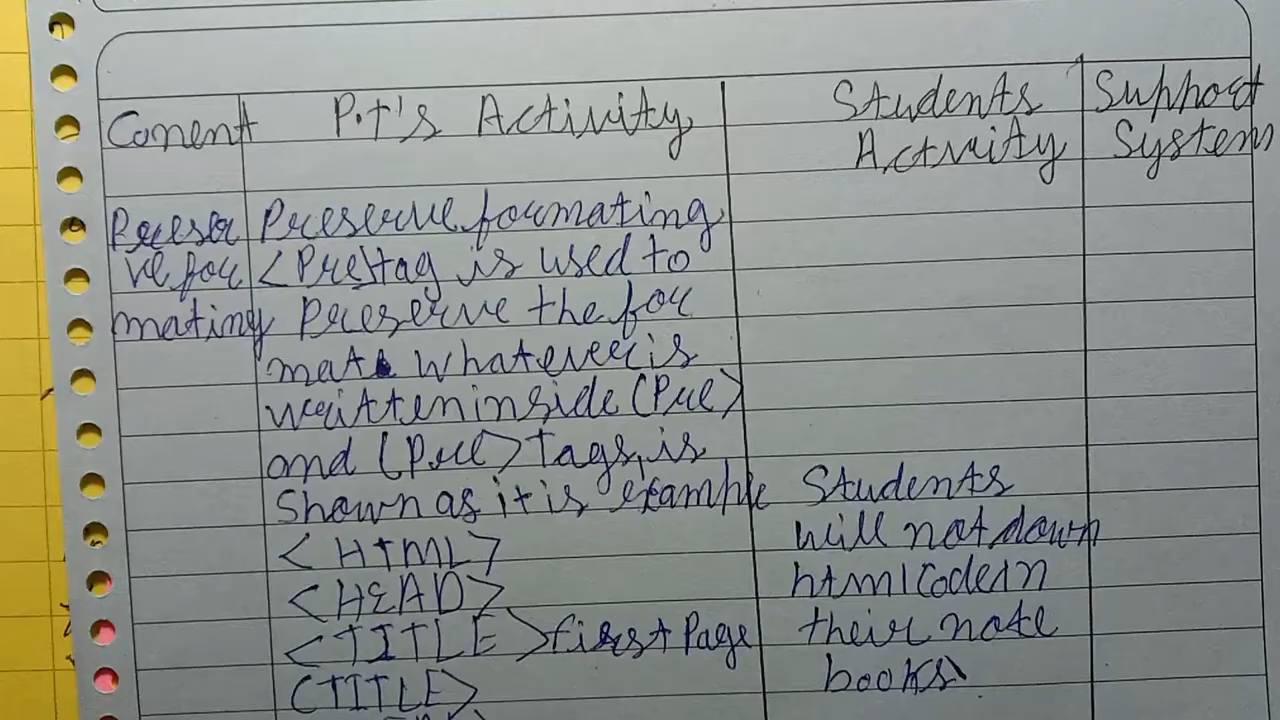 Conent P.t's Activity Students Support
Activity System
Preser Preserve formating
ve for <Pre>tag is used to
mating Preserve the for
mat whatever is
written inside (Pre>
and (Pre> Tags, is
Shown as it is example Students
<HTML> will not down
<HEAD> html Code in
<TITLE>first Page their note
(TITLE> books